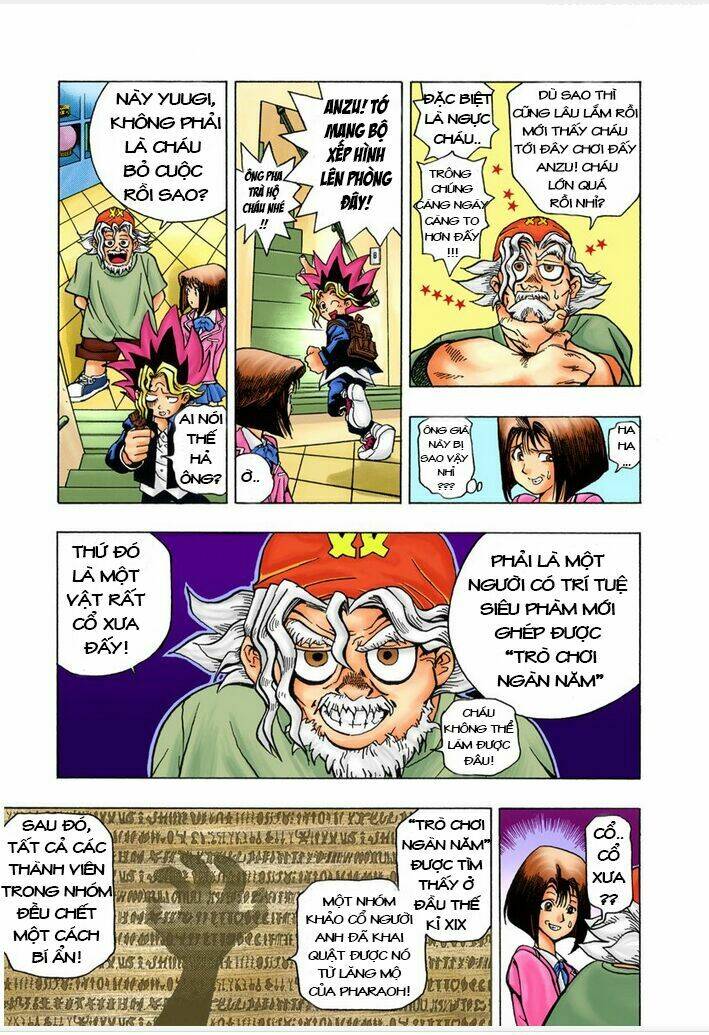 DÙ SAO THÌ
CŨNG LÂU LẮM RỒI
MỚI THẤY CHÁU
TỚI ĐÂY CHƠI ĐẤY
ANZU! CHÁU
LỚN QUÁ
RỒI NHỈ?
ĐẶC BIỆT
LÀ NGỰC
CHÁU..
TRÔNG
CHÚNG
CÀNG NGÀY
CÀNG TO
HƠN ĐẤY
!!!
HA
HA
...
ÔNG GIÀ
NÀY BỊ
SAO VẬY
NHỈ
???
ANZU! TỚ
MANG BỘ
XẾP HÌNH
LÊN PHÒNG
ĐÂY!
ÔNG PHA
TRÀ HỘ
CHÁU NHÉ
!!
Ờ..
NÀY YUUGI,
KHÔNG PHẢI
LÀ CHÁU
BỎ CUỘC
RỒI SAO?
AI NÓI
THẾ
HẢ
ÔNG?
PHẢI LÀ MỘT
NGƯỜI CÓ TRÍ TUỆ
SIÊU PHÀM MỚI
GHÉP ĐƯỢC
“TRÒ CHƠI
NGÀN NĂM”
CHÁU
KHÔNG THỂ
LÀM ĐƯỢC
ĐÂU!
THỨ ĐÓ
LÀ MỘT
VẬT RẤT
CỔ XƯA
ĐẤY!
CỔ..
CỔ
XƯA
??
“TRÒ CHƠI
NGÀN NĂM”
ĐƯỢC TÌM
THẤY Ở
ĐẦU THẾ
KỈ XIX
MỘT NHÓM
KHẢO CỔ NGƯỜI
ANH ĐÃ KHAI
QUẬT ĐƯỢC NÓ
TỪ LĂNG MỘ
CỦA PHARAOH!
SAU ĐÓ,
TẤT CẢ CÁC
THÀNH VIÊN
TRONG NHÓM
ĐỀU CHẾT
MỘT CÁCH
BÍ ẨN!